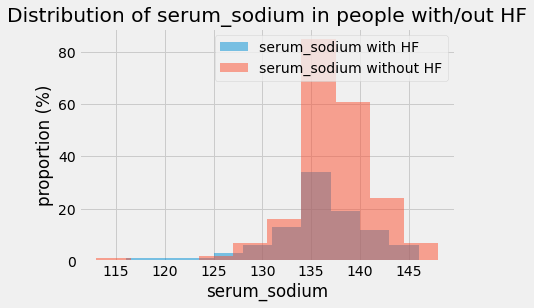 Distribution of serum_sodium in people with/out HF
serum_sodium with HF
serum_sodium without HF
proportion (%)
80
60
40
20
0
115 120 125 130 135 140 145
serum_sodium